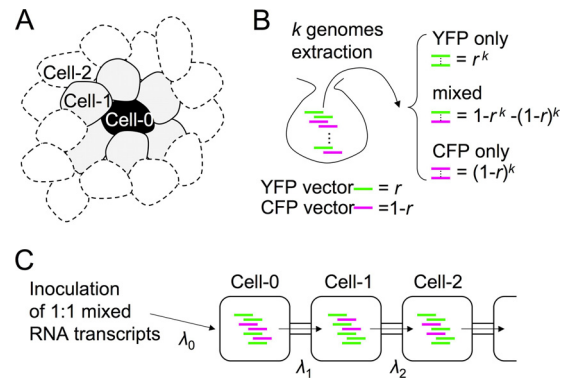 A
Cell-2
Cell-1
Cell-0
B
k genomes
extraction
YFP vector = r
CFP vector =1-r
YFP only
= r^k
mixed
= 1-r^k -(1-r)^k
CFP only
= (1-r)^k
C
Inoculation
of 1:1 mixed
RNA transcripts
λ0
Cell-0
Cell-1
Cell-2
λ1
λ2